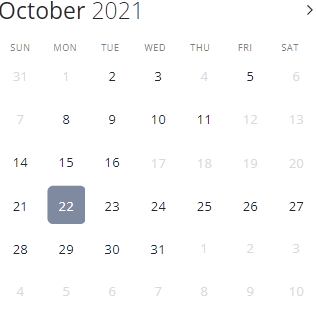 October 2021
SUN MON TUE WED THU FRI SAT
31 1 2 3 4 5 6
7 8 9 10 11 12 13
14 15 16 17 18 19 20
21 22 23 24 25 26 27
28 29 30 31 1 2 3
4 5 6 7 8 9 10